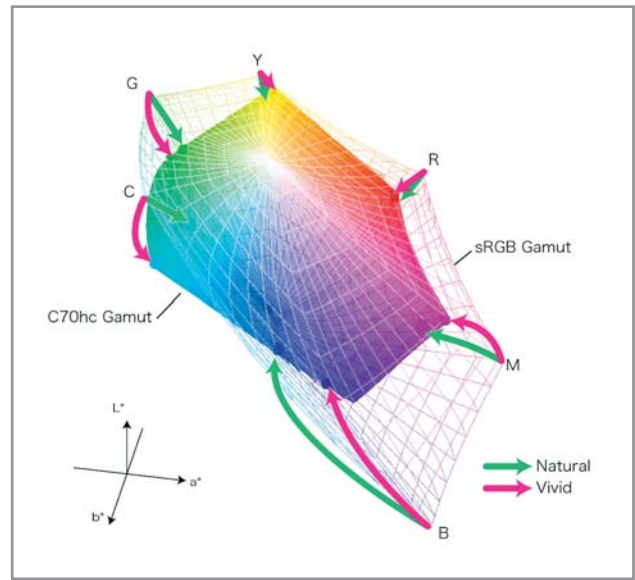 Y
G
R
C
sRGB Gamut
C70hc Gamut
M
L*
a*
b*
Natural
Vivid
B